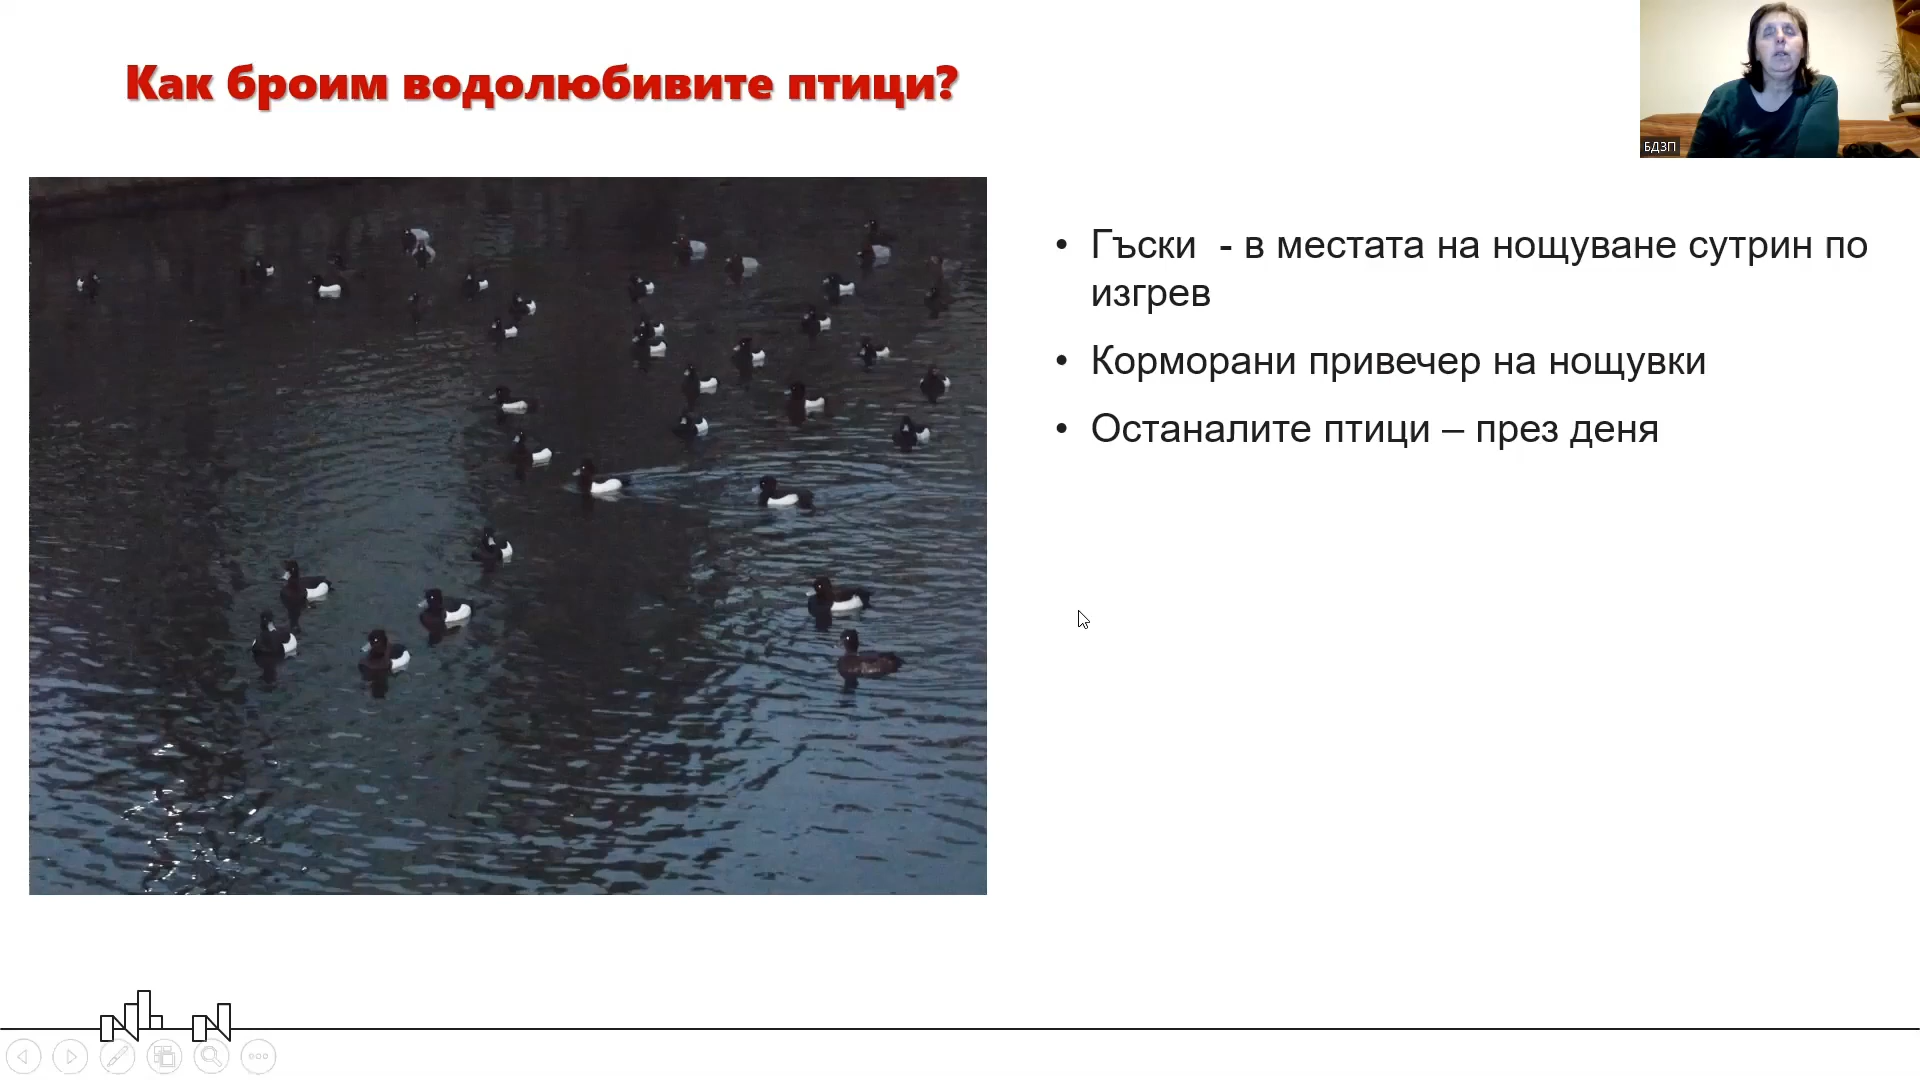 Как броим водолюбивите птици?
БДЗП
• Гъски - в местата на нощуване сутрин по
изгрев
• Корморани привечер на нощувки
• Останалите птици – през деня